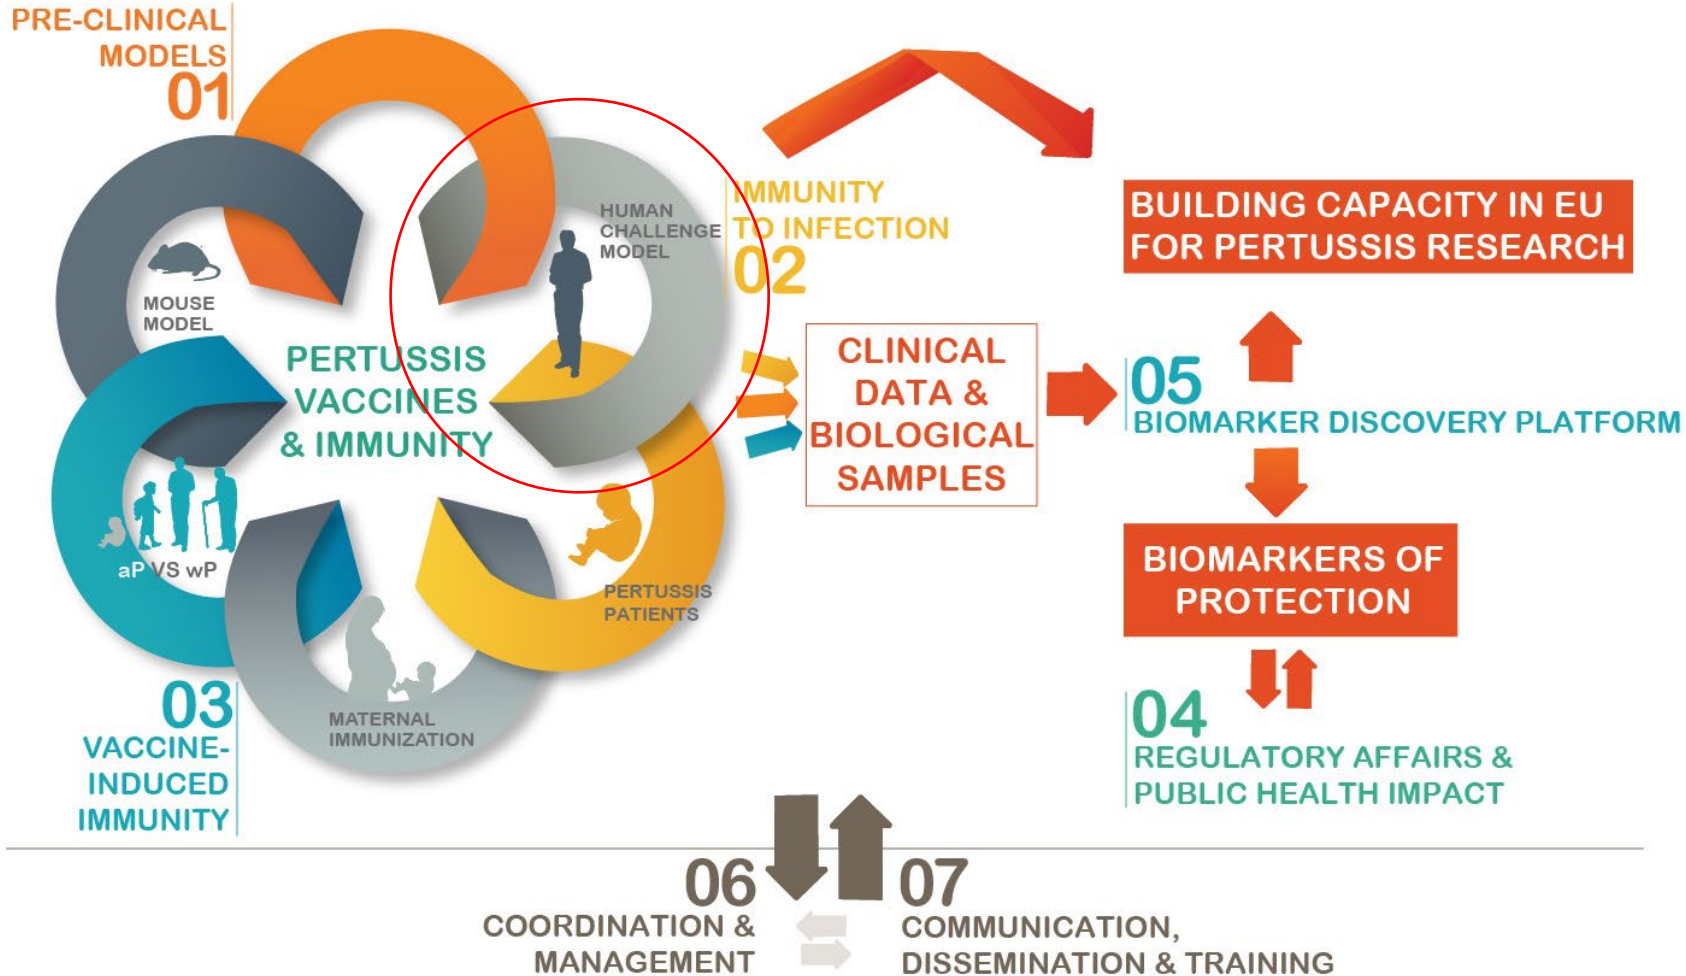 PRE-CLINICAL
MODELS
01
MOUSE
MODEL
HUMAN
CHALLENGE
MODEL
IMMUNITY
TO INFECTION
02
PERTUSSIS
VACCINES
& IMMUNITY
aP VS wP
PERTUSSIS
PATIENTS
MATERNAL
IMMUNIZATION
03
VACCINE-
INDUCED
IMMUNITY
CLINICAL
DATA &
BIOLOGICAL
SAMPLES
BUILDING CAPACITY IN EU
FOR PERTUSSIS RESEARCH
05
BIOMARKER DISCOVERY PLATFORM
BIOMARKERS OF
PROTECTION
04
REGULATORY AFFAIRS &
PUBLIC HEALTH IMPACT
06
COORDINATION &
MANAGEMENT
07
COMMUNICATION,
DISSEMINATION & TRAINING